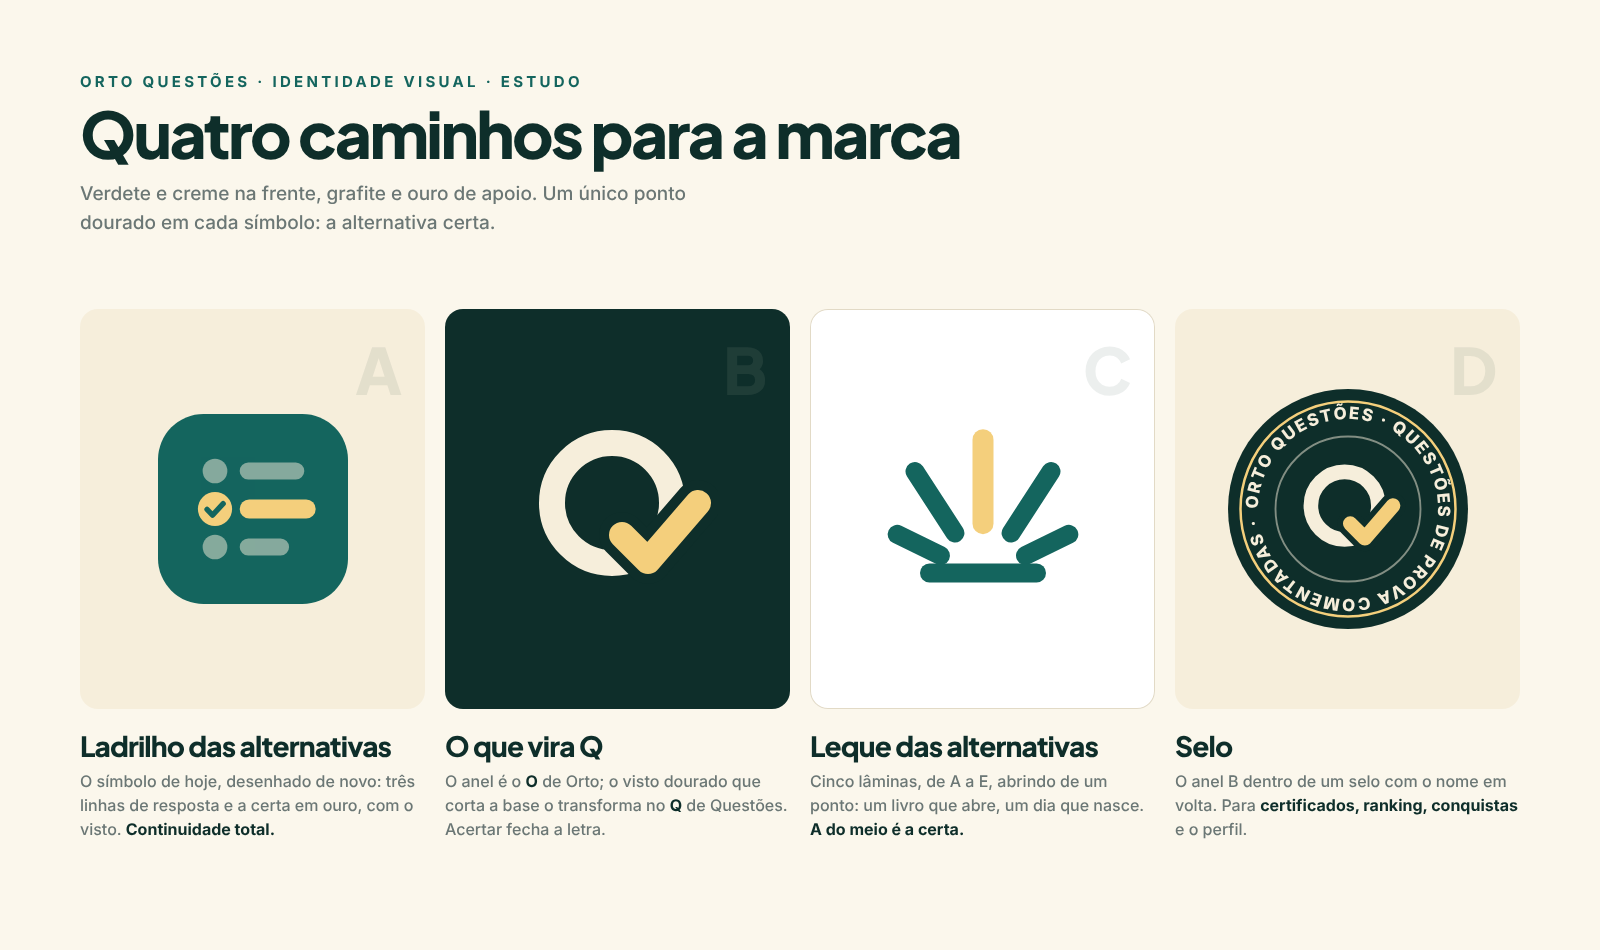 ORTO QUESTÕES · IDENTIDADE VISUAL · ESTUDO
Quatro caminhos para a marca
Verdete e creme na frente, grafite e ouro de apoio. Um único ponto
dourado em cada símbolo: a alternativa certa.
A
B
C
D
ORTO QUESTÕES · QUESTÕES DE PROVA COMENTADAS ·
Ladrilho das alternativas
O símbolo de hoje, desenhado de novo: três
linhas de resposta e a certa em ouro, com o
visto. Continuidade total.
O que vira Q
O anel é o O de Orto; o visto dourado que
corta a base o transforma no Q de Questões.
Acertar fecha a letra.
Leque das alternativas
Cinco lâminas, de A a E, abrindo de um
ponto: um livro que abre, um dia que nasce.
A do meio é a certa.
Selo
O anel B dentro de um selo com o nome em
volta. Para certificados, ranking, conquistas
e o perfil.